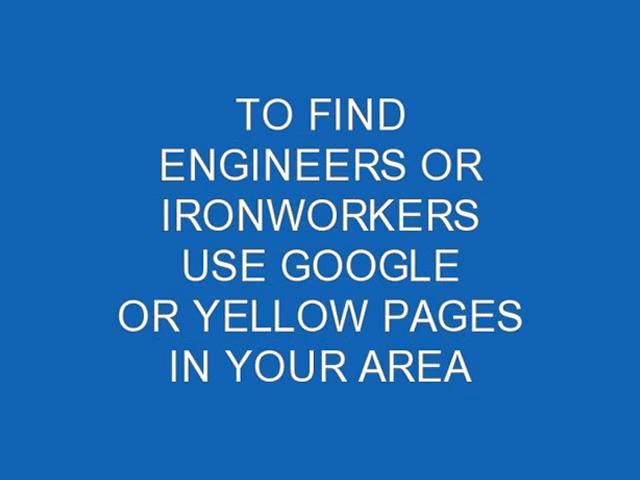 TO FIND
ENGINEERS OR
IRONWORKERS
USE GOOGLE
OR YELLOW PAGES
IN YOUR AREA